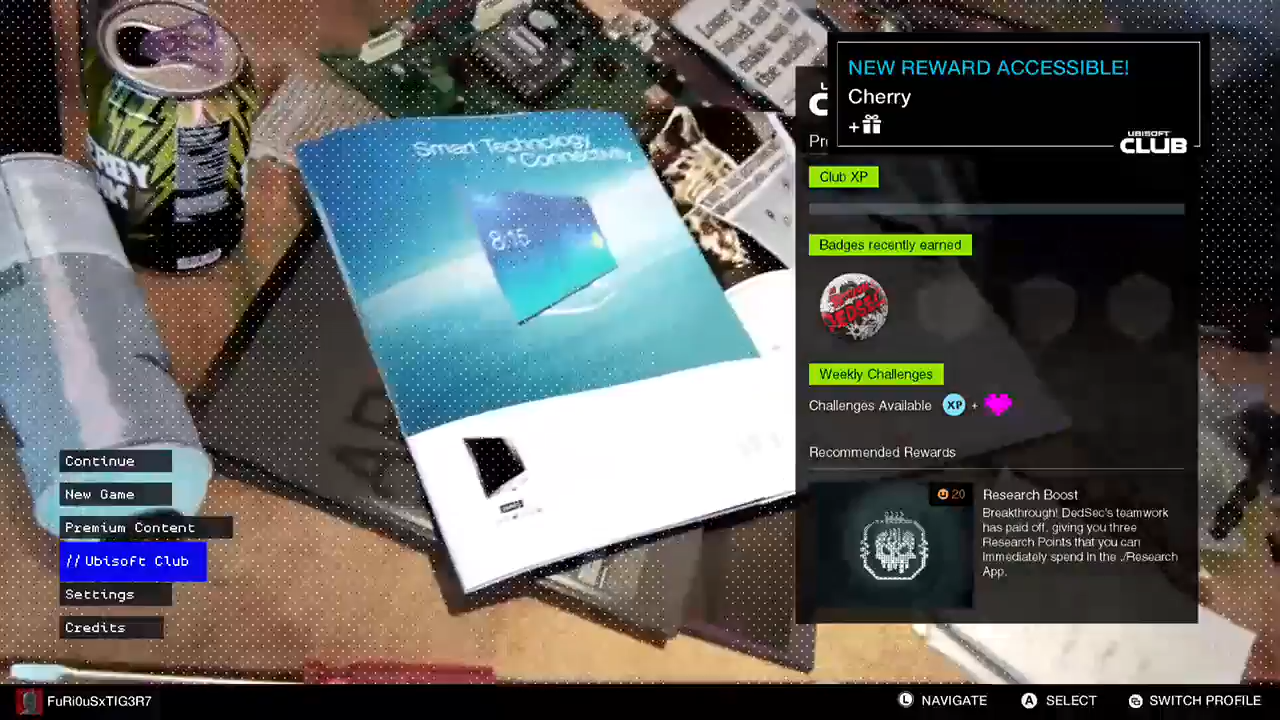 NEW REWARD ACCESSIBLE!
Cherry
+
UBISOFT
CLUB
Club XP
Badges recently earned
DEDSEC
Weekly Challenges
Challenges Available XP +
Recommended Rewards
20
Research Boost
Breakthrough! DedSec's teamwork
has paid off, giving you three
Research Points that you can
immediately spend in the ./Research
App.
Smart Technology
& Connectivity
8:15
Continue
New Game
Premium Content
// Ubisoft Club
Settings
Credits
FuRi0uSxTIG3R7
L NAVIGATE
A SELECT
SWITCH PROFILE